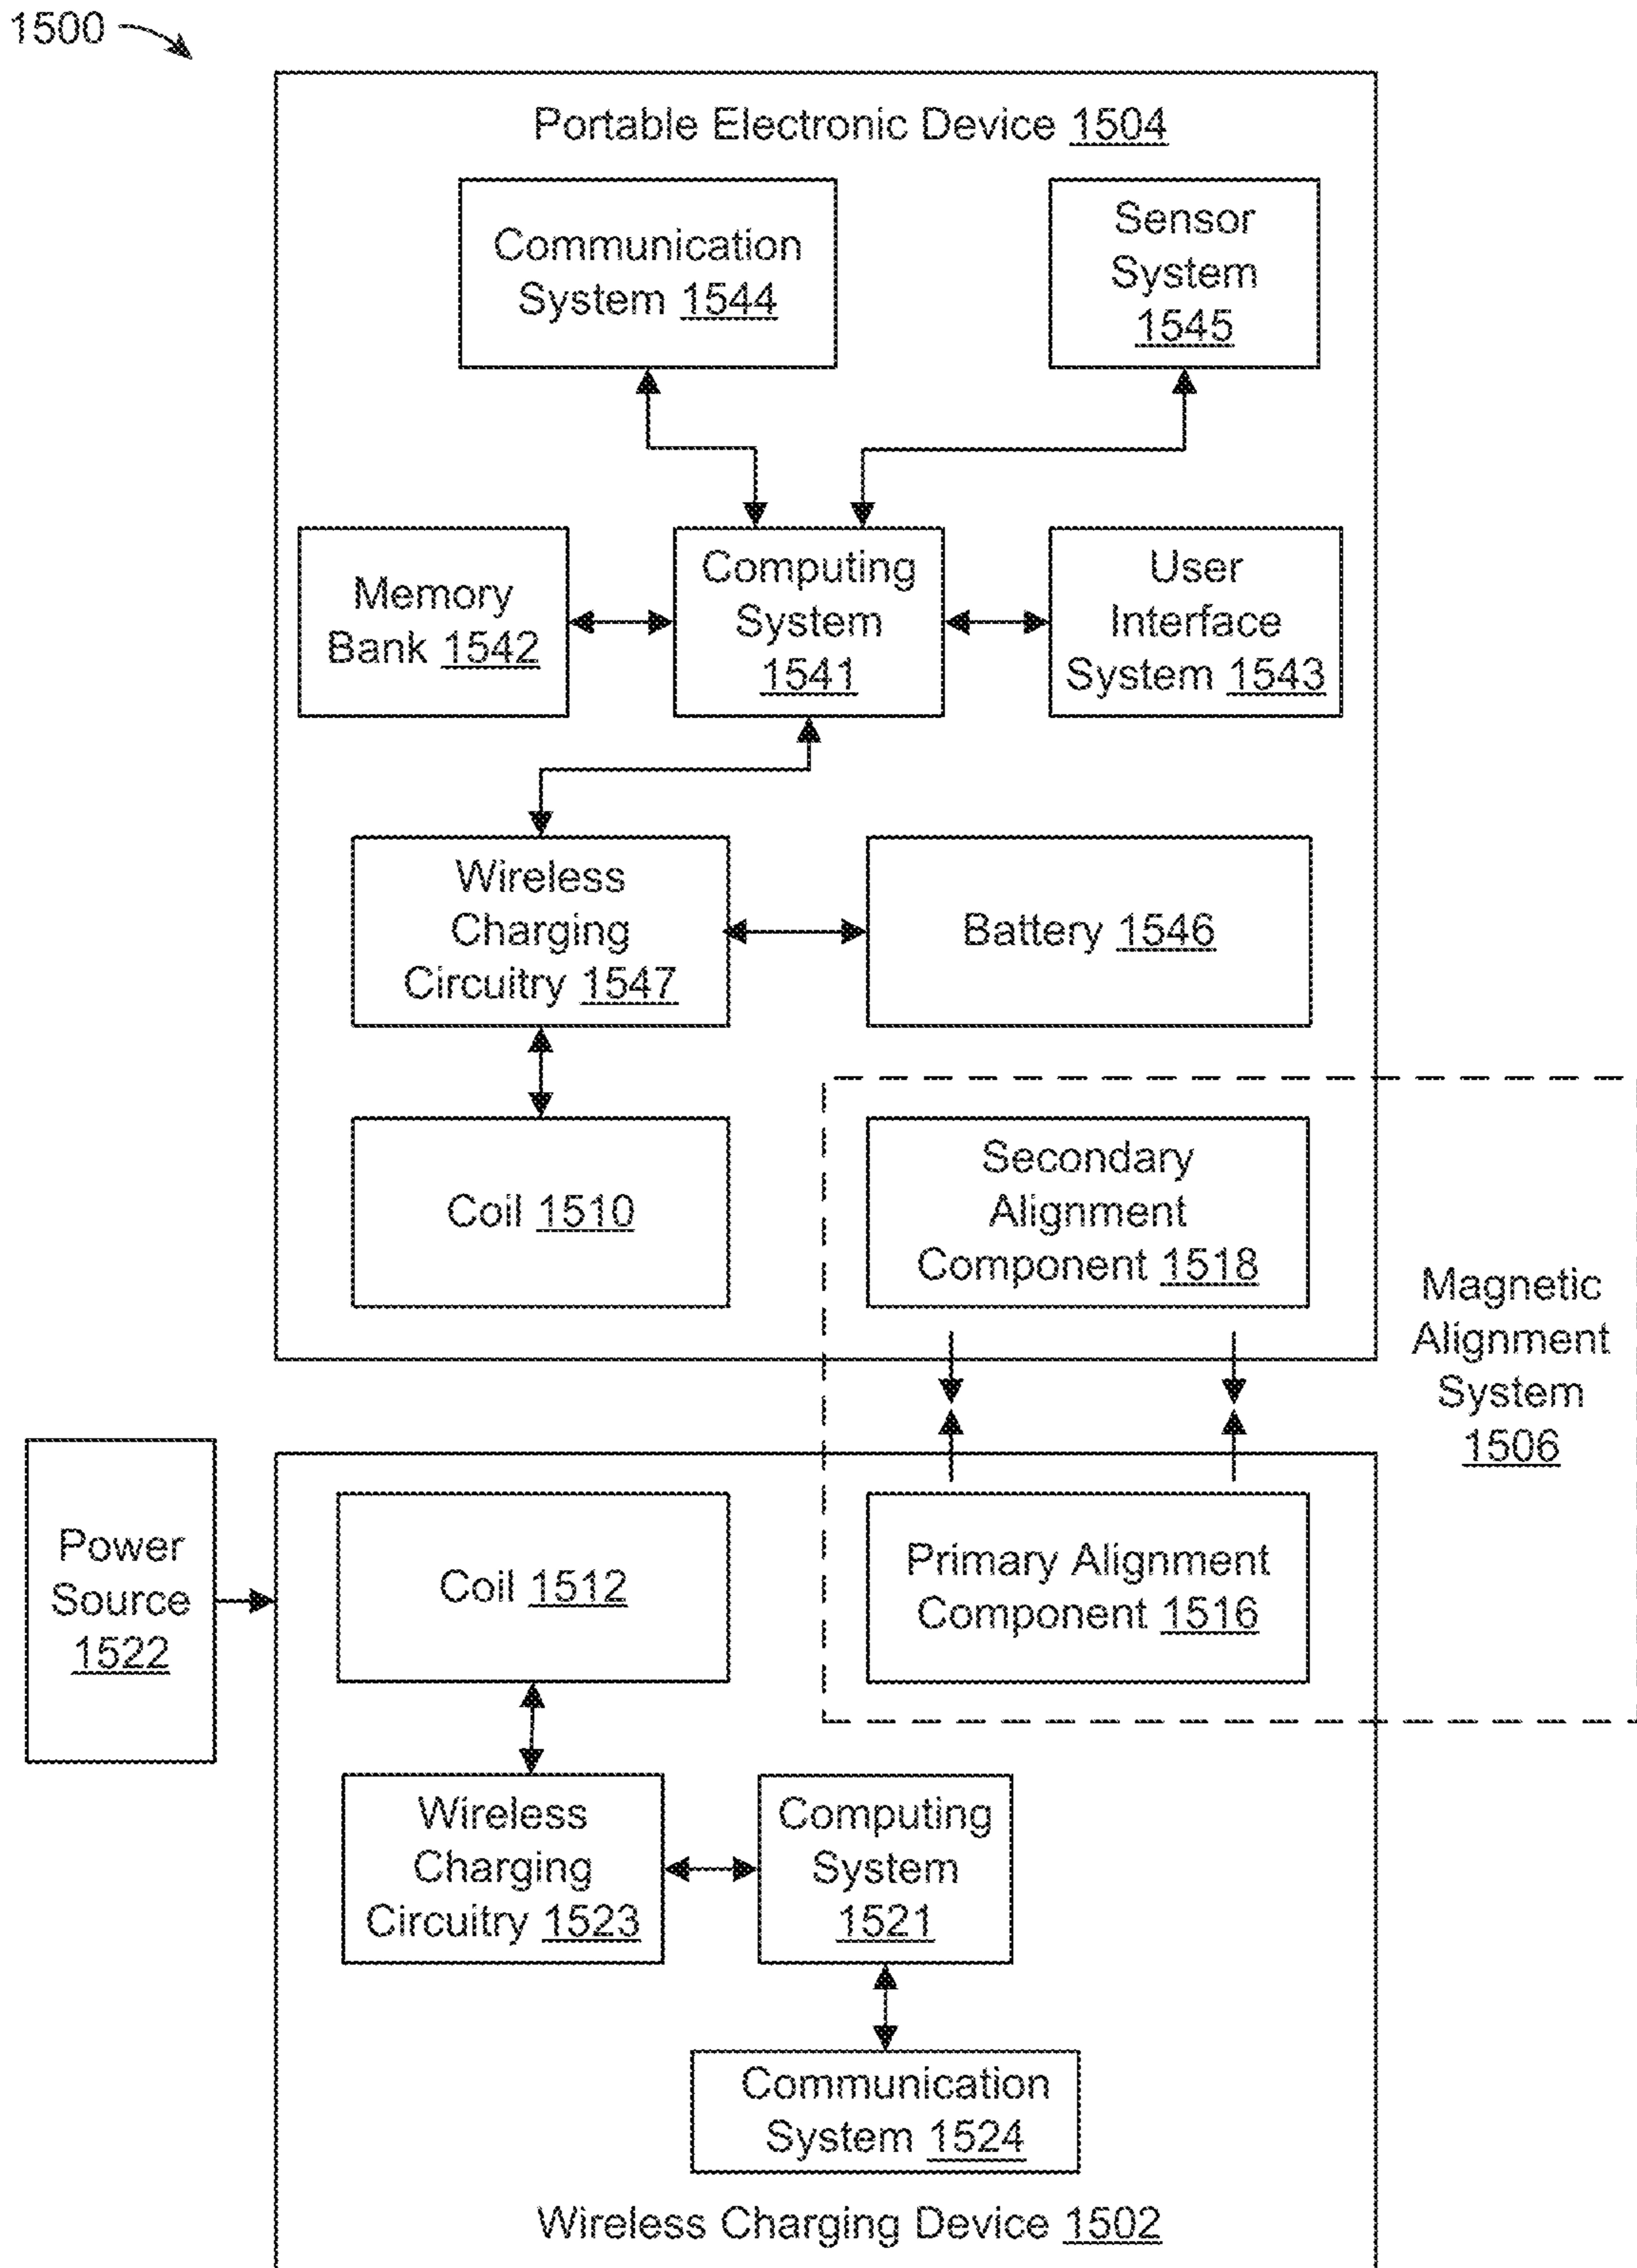 1500
Portable Electronic Device 1504
Communication
System 1544
Sensor
System
1545
Memory
Bank 1542
Computing
System
1541
User
Interface
System 1543
Wireless
Charging
Circuitry 1547
Battery 1546
Coil 1510
Secondary
Alignment
Component 1518
Magnetic
Alignment
System
1506
Power
Source
1522
Coil 1512
Primary Alignment
Component 1516
Wireless
Charging
Circuitry 1523
Computing
System
1521
Communication
System 1524
Wireless Charging Device 1502